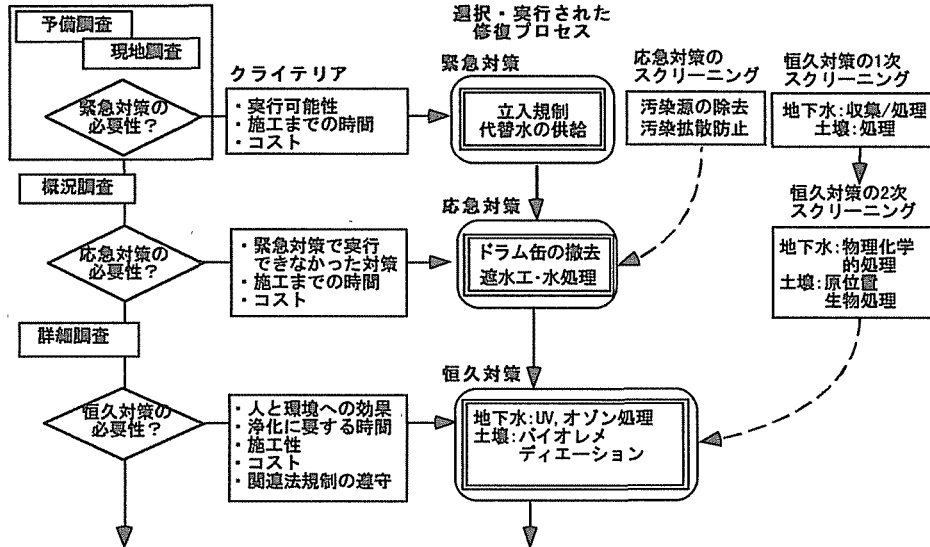 予備調査
現地調査
緊急対策の
必要性?
概況調査
応急対策の
必要性?
詳細調査
恒久対策の
必要性?
クライテリア
・実行可能性
・施工までの時間
・コスト
・緊急対策で実行
できなかった対策
・施工までの時間
・コスト
・人と環境への効果
・浄化に要する時間
・施工性
・コスト
・関連法規制の遵守
選択・実行された
修復プロセス
緊急対策
立入規制
代替水の供給
応急対策
ドラム缶の撤去
遮水工・水処理
恒久対策
地下水:UV,オゾン処理
土壌:バイオレメ
ディエーション
応急対策の
スクリーニング
汚染源の除去
汚染拡散防止
恒久対策の1次
スクリーニング
地下水:収集/処理
土壌:処理
恒久対策の2次
スクリーニング
地下水:物理化学
的処理
土壌:原位置
生物処理